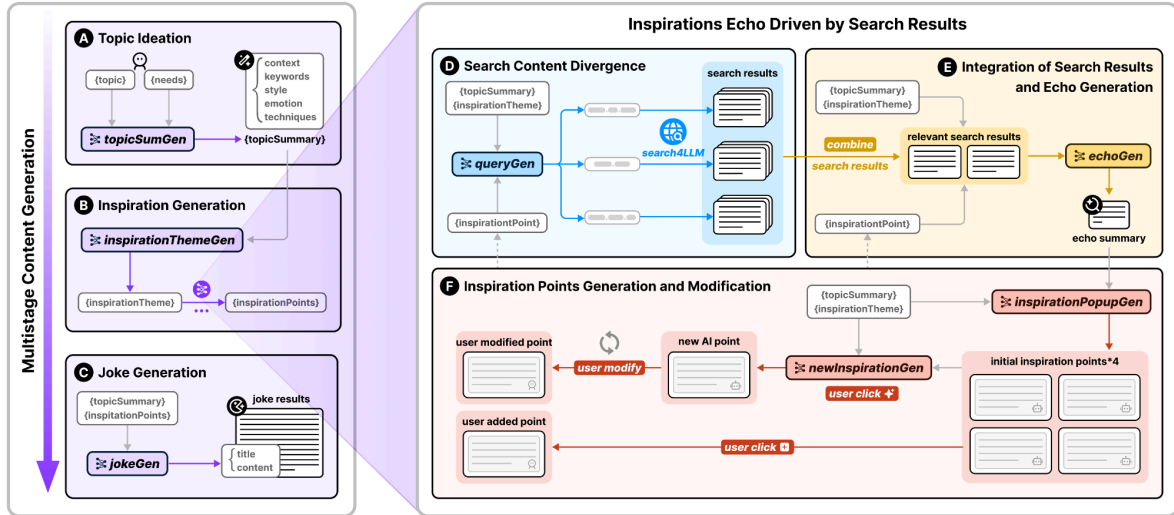 Multistage Content Generation
A Topic Ideation
{topic}
{needs}
context
keywords
style
emotion
techniques
topicSumGen
{topicSummary}
B Inspiration Generation
inspirationThemeGen
{inspirationTheme}
{inspirationPoints}
C Joke Generation
{topicSummary}
{inspitationPoints}
joke results
title
content
jokeGen
Inspirations Echo Driven by Search Results
D Search Content Divergence
search results
{topicSummary}
{inspirationTheme}
search4LLM
queryGen
{inspirationtPoint}
E Integration of Search Results
and Echo Generation
{topicSummary}
{inspirationTheme}
relevant search results
combine
search results
echoGen
{inspirationtPoint}
echo summary
F Inspiration Points Generation and Modification
{topicSummary}
{inspirationTheme}
inspirationPopupGen
user modified point
new AI point
user modify
newInspirationGen
initial inspiration points*4
user click
user added point
user click